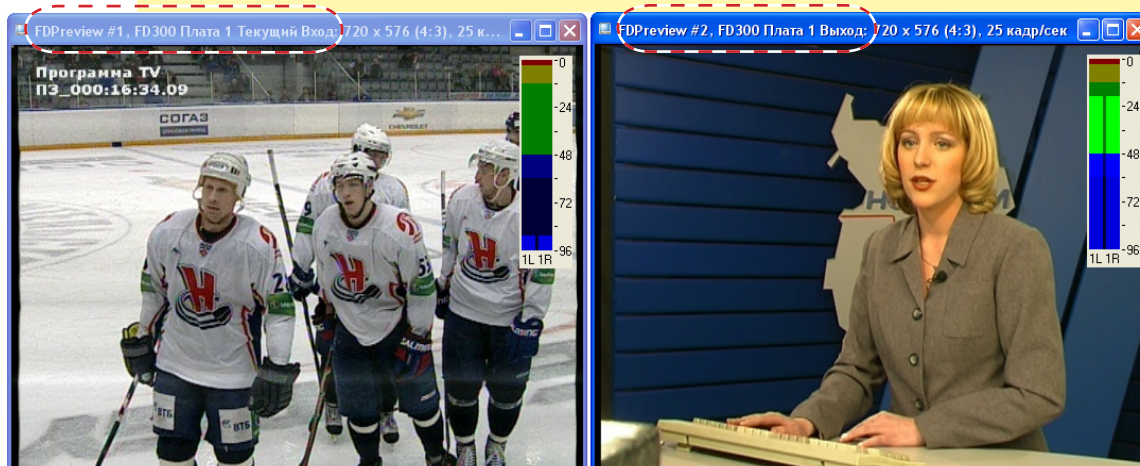 FDPreview #1, FD300 Плата 1 Текущий Вход: 720 x 576 (4:3), 25 к...
Программа TV
ПЗ_000:16:34.09
СОГАЗ
CHEVROLET
-0
-24
-48
-72
-96
1L 1R
ВТБ
ВТБ
FDPreview #2, FD300 Плата 1 Выход: 720 x 576 (4:3), 25 кадр/сек
-0
-24
-48
-72
-96
1L 1R